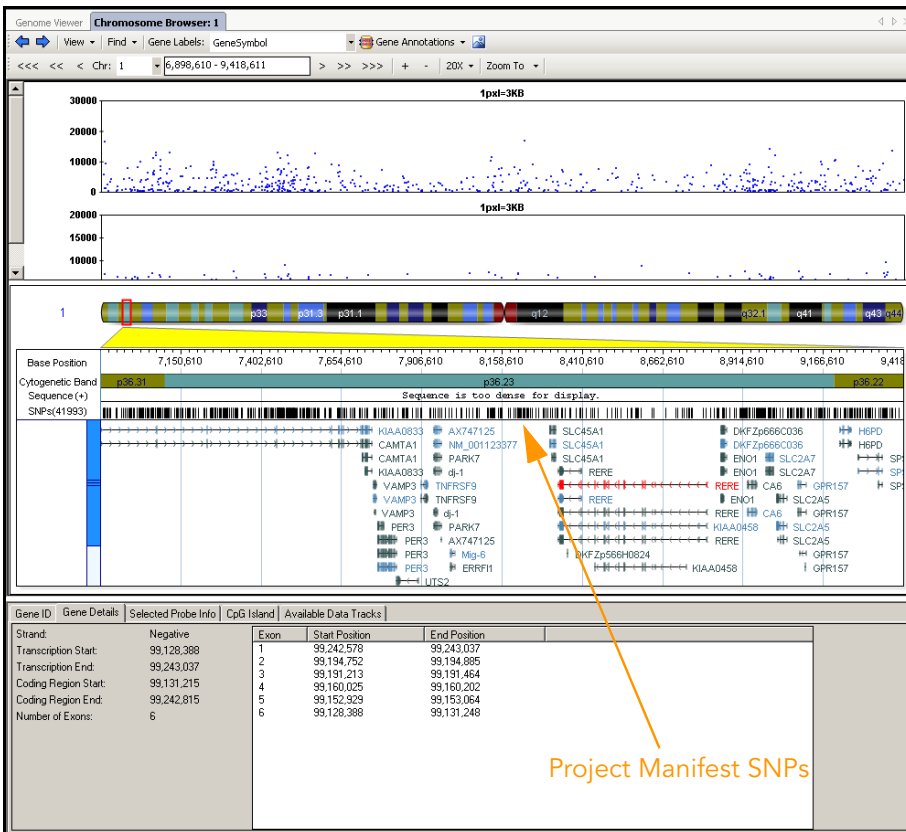 Genome Viewer Chromosome Browser: 1
View Find Gene Labels: GeneSymbol Gene Annotations
<<< << < Chr: 1 6,898,610 - 9,418,611 > >> >>> + - 20X Zoom To
1pxl=3KB
30000
20000
10000
0
1pxl=3KB
20000
15000
10000
1 p33 p31.3 p31.1 q12 q32.1 q41 q43 q44
Base Position 7,150,610 7,402,610 7,654,610 7,906,610 8,158,610 8,410,610 8,662,610 8,914,610 9,166,610 9,418
Cytogenetic Band p36.31 p36.23 p36.22
Sequence (+) Sequence is too dense for display.
SNPs(41993)
KIAA0833 AX747125 SLC45A1 DKFZp666C036 H6PD
CAMTA1 NM_001123377 SLC45A1 DKFZp666C036 H6PD
CAMTA1 PARK7 SLC45A1 ENO1 SLC2A7 SP
KIAA0833 dj-1 RERE ENO1 SLC2A7 SP
VAMP3 TNFRSF9 RERE CA6 GPR157 SP
VAMP3 TNFRSF9 RERE ENO1 SLC2A5
VAMP3 dj-1 RERE CA6 GPR157
PER3 PARK7 KIAA0458 SLC2A5
PER3 AX747125 RERE SLC2A5
PER3 Mig-6 DKFZp566H0824 GPR157
PER3 ERRFI1 KIAA0458 GPR157
UTS2
Gene ID Gene Details Selected Probe Info CpG Island Available Data Tracks
Strand: Negative
Transcription Start: 99,128,388
Transcription End: 99,243,037
Coding Region Start: 99,131,215
Coding Region End: 99,242,815
Number of Exons: 6
Exon Start Position End Position
1 99,242,578 99,243,037
2 99,194,752 99,194,885
3 99,191,213 99,191,464
4 99,160,025 99,160,202
5 99,152,929 99,153,064
6 99,128,388 99,131,248
Project Manifest SNPs